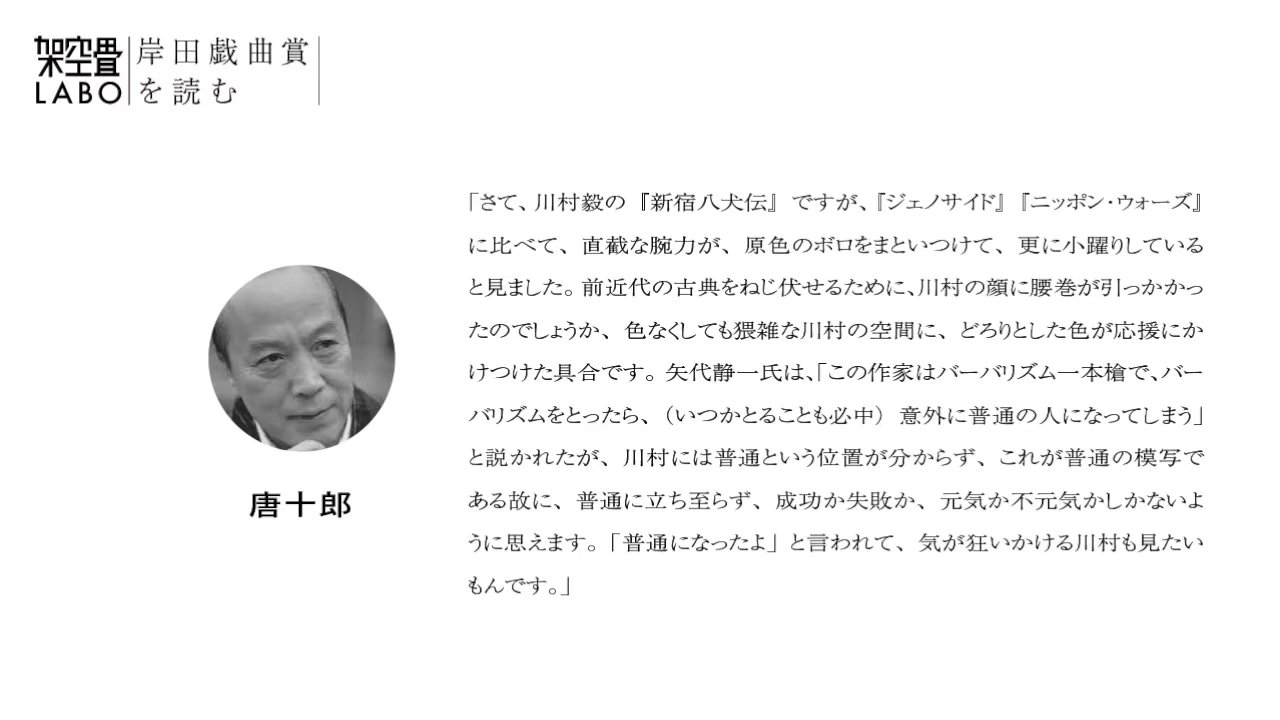 架空畳
LABO
岸田戯曲賞
を読む
「さて、川村毅の『新宿八犬伝』ですが、『ジェノサイド』『ニッポン・ウォーズ』
に比べて、直截な腕力が、原色のボロをまといつけて、更に小躍りしている
と見ました。前近代の古典をねじ伏せるために、川村の顔に腰巻が引っかかっ
たのでしょうか、色なくしても猥雑な川村の空間に、どろりとした色が応援にか
けつけた具合です。矢代静一氏は、「この作家はバーバリズム一本槍で、バー
バリズムをとったら、（いつかとることも必中）意外に普通の人になってしまう」
と説かれたが、川村には普通という位置が分からず、これが普通の模写で
ある故に、普通に立ち至らず、成功か失敗か、元気か不元気かしかないよ
うに思えます。「普通になったよ」と言われて、気が狂いかける川村も見たい
もんです。」
唐十郎